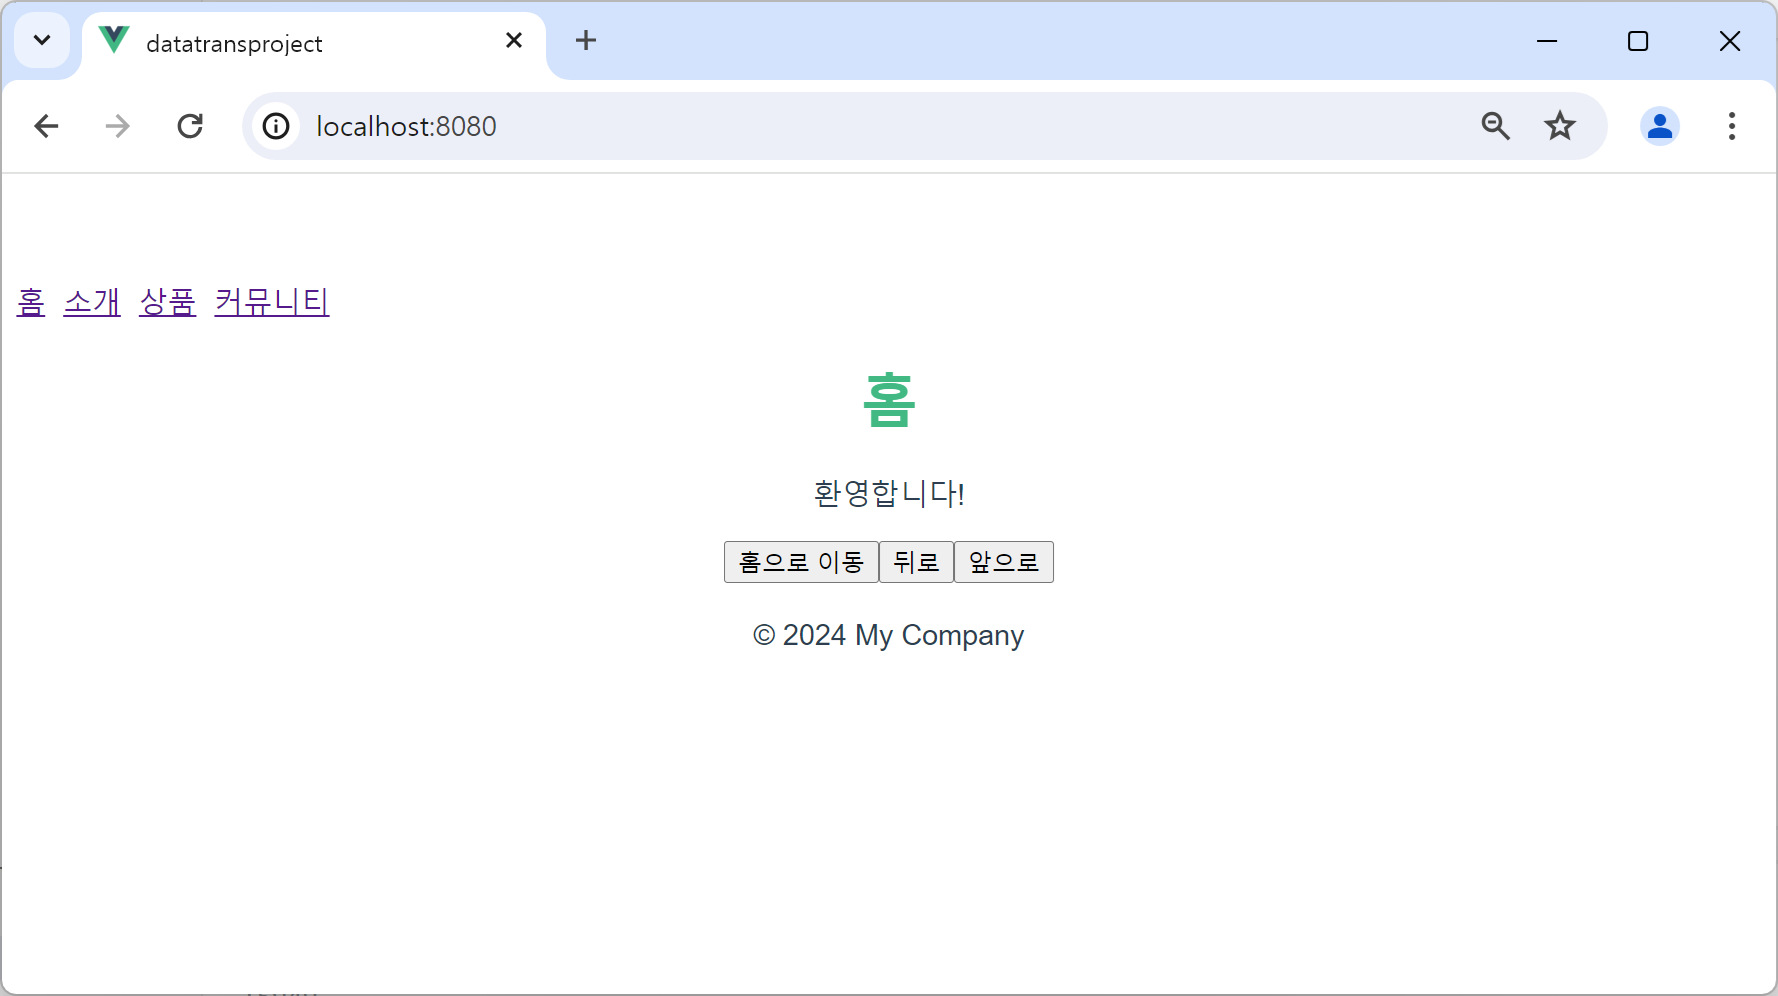 datatransproject
localhost:8080
홈 소개 상품 커뮤니티
홈
환영합니다!
홈으로 이동 뒤로 앞으로
© 2024 My Company